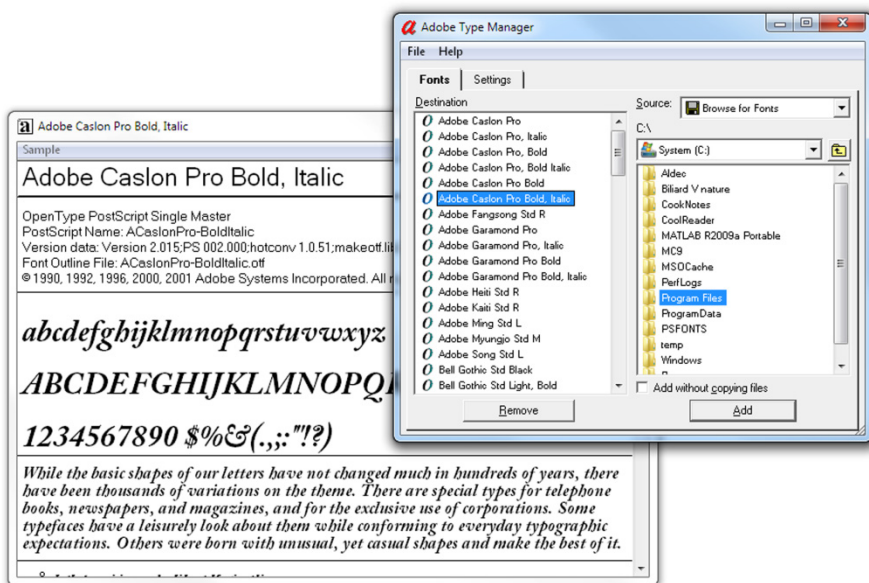 Adobe Type Manager
File Help
Fonts Settings
Destination
Adobe Caslon Pro
Adobe Caslon Pro, Italic
Adobe Caslon Pro, Bold
Adobe Caslon Pro, Bold Italic
Adobe Caslon Pro Bold
Adobe Caslon Pro Bold, Italic
Adobe Fangsong Std R
Adobe Garamond Pro
Adobe Garamond Pro, Italic
Adobe Garamond Pro Bold
Adobe Garamond Pro Bold, Italic
Adobe Heiti Std R
Adobe Kaiti Std R
Adobe Ming Std L
Adobe Myungjo Std M
Adobe Song Std L
Bell Gothic Std Black
Bell Gothic Std Light, Bold
Remove
Source: Browse for Fonts
C:\
System (C:)
Aldec
Biliard V nature
CookNotes
CoolReader
MATLAB R2009a Portable
MC9
MSOCache
PerfLogs
Program Files
ProgramData
PSFONTS
temp
Windows
Add without copying files
Add
Adobe Caslon Pro Bold, Italic
Sample
Adobe Caslon Pro Bold, Italic
OpenType PostScript Single Master
PostScript Name: ACaslonPro-BoldItalic
Version data: Version 2.015;PS 002.000;hotconv 1.0.51;makeotf.lib
Font Outline File: ACaslonPro-BoldItalic.otf
© 1990, 1992, 1996, 2000, 2001 Adobe Systems Incorporated. All
abcdefghijklmnopqrstuvwxyz
ABCDEFGHIJKLMNOPQ
1234567890 $%&(.,;:"!?)
While the basic shapes of our letters have not changed much in hundreds of years, there
have been thousands of variations on the theme. There are special types for telephone
books, newspapers, and magazines, and for the exclusive use of corporations. Some
typefaces have a leisurely look about them while conforming to everyday typographic
expectations. Others were born with unusual, yet casual shapes and make the best of it.